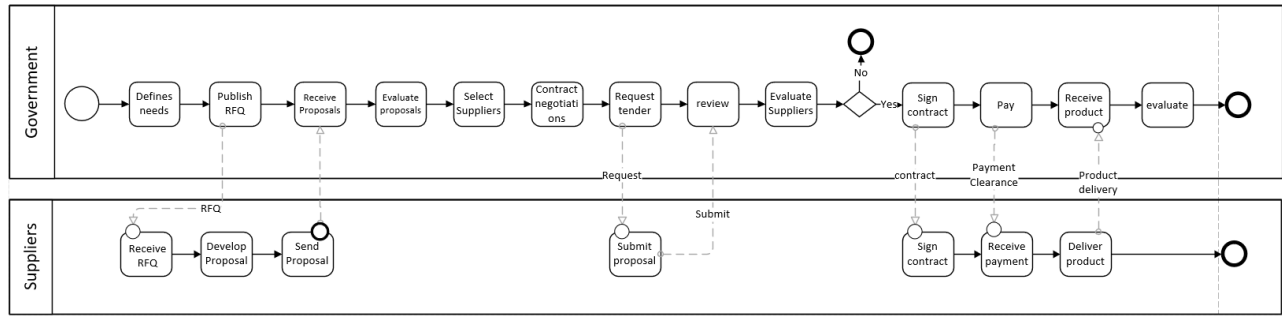 Government
Defines
needs
Publish
RFQ
Receive
Proposals
Evaluate
proposals
Select
Suppliers
Contract
negotiati
ons
Request
tender
review
Evaluate
Suppliers
No
Yes
Sign
contract
Pay
Receive
product
evaluate
RFQ
Request
Submit
contract
Payment
Clearance
Product
delivery
Suppliers
Receive
RFQ
Develop
Proposal
Send
Proposal
Submit
proposal
Sign
contract
Receive
payment
Deliver
product